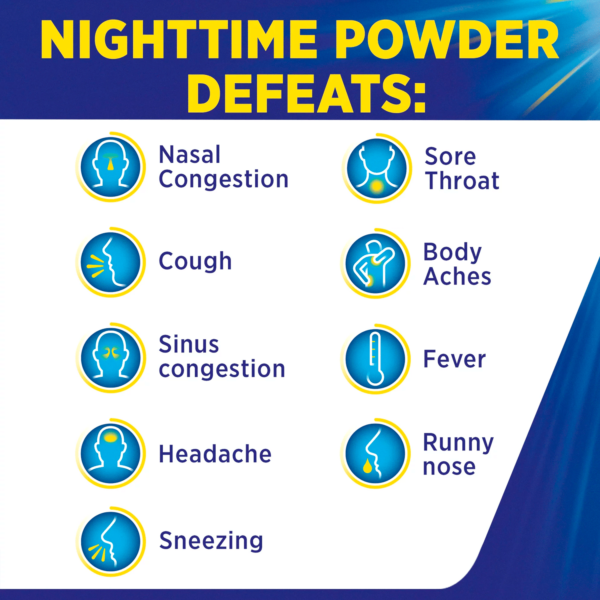 NIGHTTIME POWDER
DEFEATS:
Nasal
Congestion
Cough
Sinus
congestion
Headache
Sneezing
Sore
Throat
Body
Aches
Fever
Runny
nose